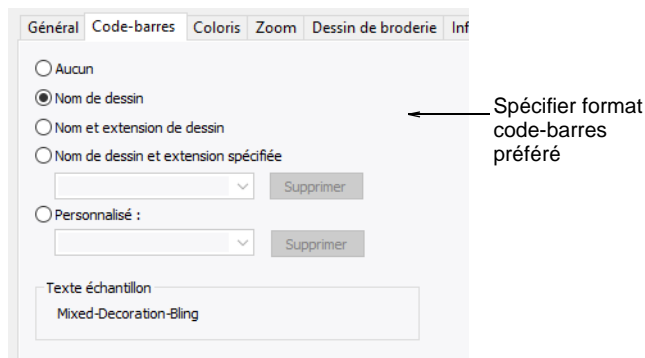 Général Code-barres Coloris Zoom Dessin de broderie Inf
Aucun
Nom de dessin
Nom et extension de dessin
Nom de dessin et extension spécifiée
Supprimer
Personnalisé :
Supprimer
Texte échantillon
Mixed-Decoration-Bling
Spécifier format
code-barres
préféré